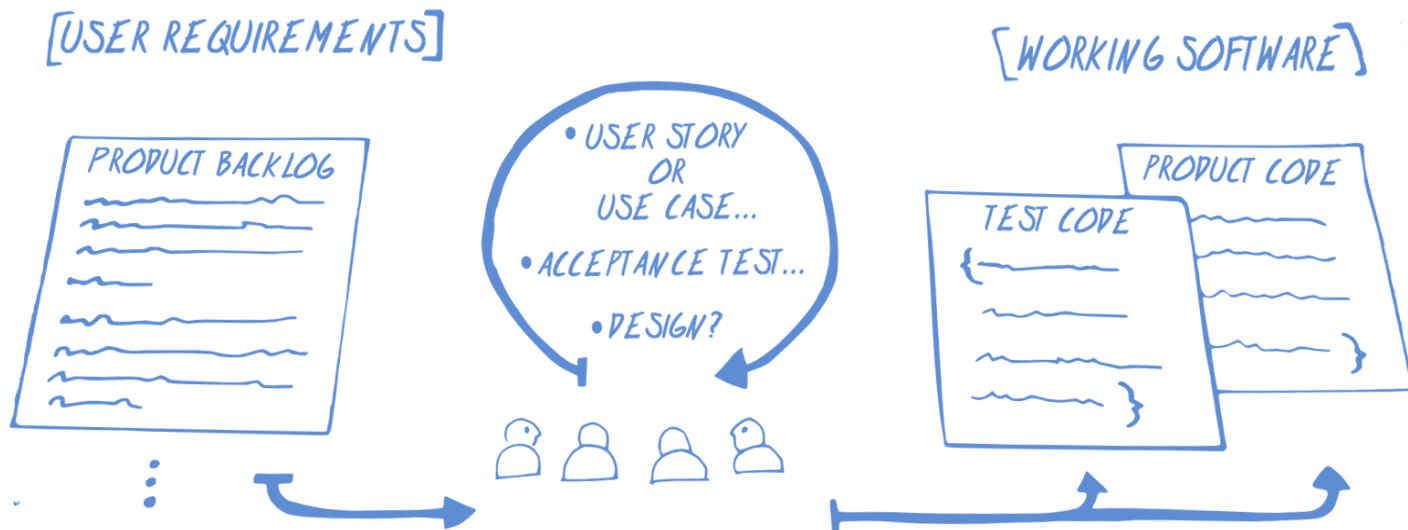 [USER REQUIREMENTS]
[WORKING SOFTWARE]
PRODUCT BACKLOG
• USER STORY
OR
USE CASE...
• ACCEPTANCE TEST...
• DESIGN?
TEST CODE
PRODUCT CODE